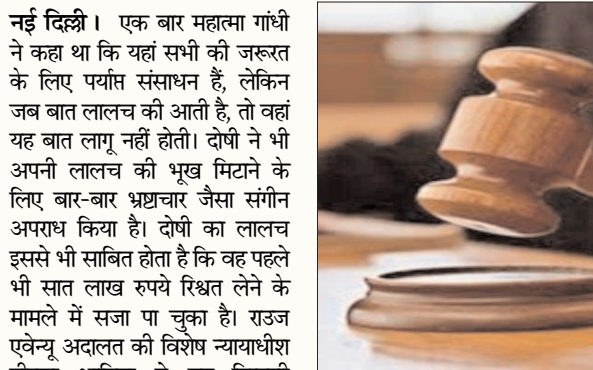 नई दिल्ली। एक बार महात्मा गांधी
ने कहा था कि यहां सभी की जरूरत
के लिए पर्याप्त संसाधन हैं, लेकिन
जब बात लालच की आती है, तो वहां
यह बात लागू नहीं होती। दोषी ने भी
अपनी लालच की भूख मिटाने के
लिए बार-बार भ्रष्टाचार जैसा संगीन
अपराध किया है। दोषी का लालच
इससे भी साबित होता है कि वह पहले
भी सात लाख रुपये रिश्वत लेने के
मामले में सजा पा चुका है। राउज
एवेन्यू अदालत की विशेष न्यायाधीश